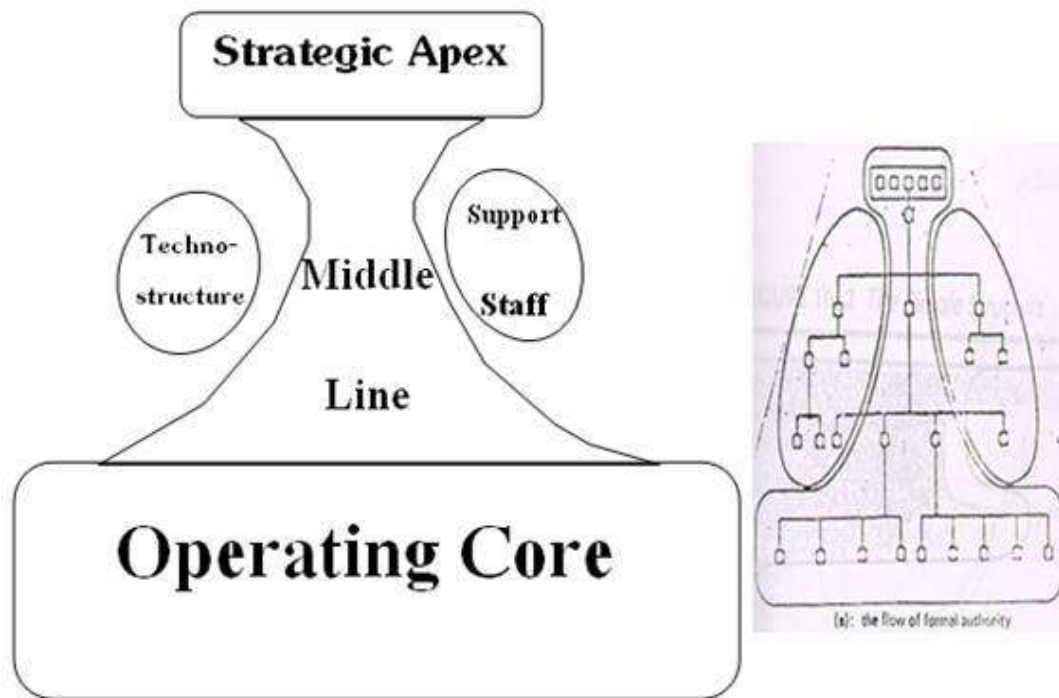 Strategic Apex
Techno-
structure
Support
Staff
Middle
Line
Operating Core
(a): the flow of formal authority